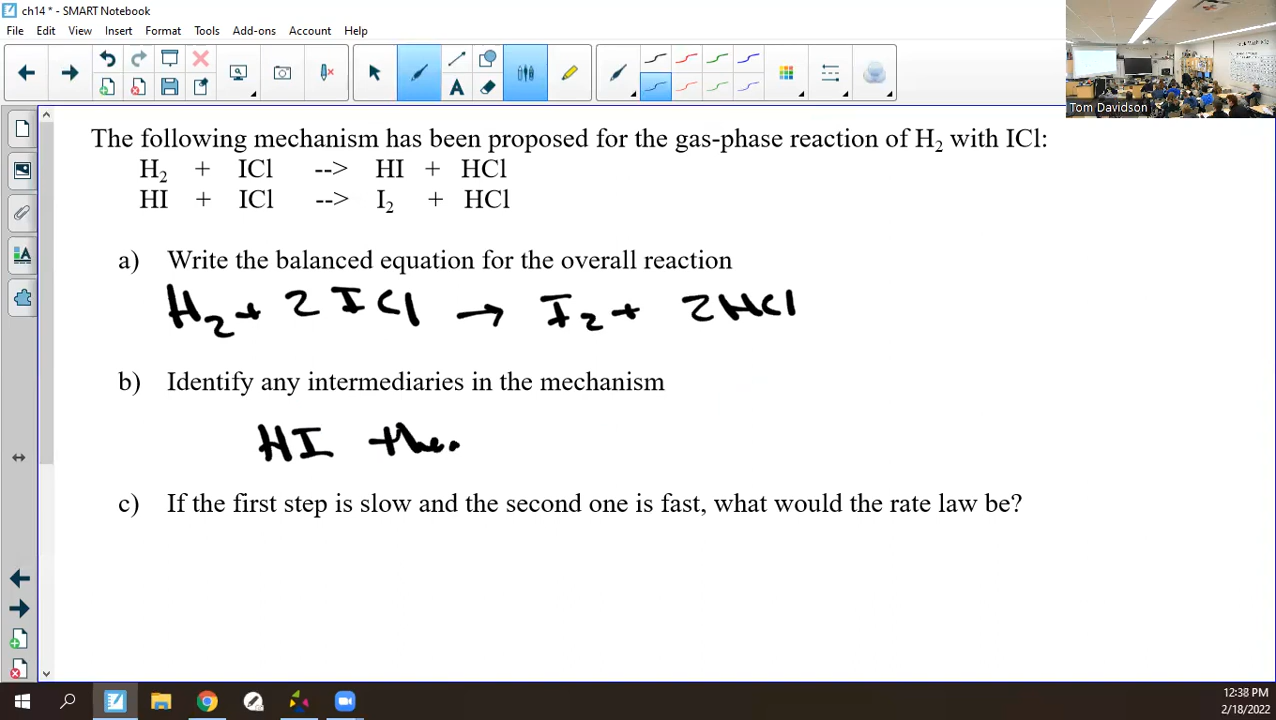 ch14 * - SMART Notebook
File Edit View Insert Format Tools Add-ons Account Help
A
Tom Davidson
The following mechanism has been proposed for the gas-phase reaction of H₂ with ICl:
H₂ + ICl --> HI + HCl
HI + ICl --> I₂ + HCl
a) Write the balanced equation for the overall reaction
H₂ + 2 ICl → I₂ + 2HCl
b) Identify any intermediaries in the mechanism
HI
c) If the first step is slow and the second one is fast, what would the rate law be?
12:38 PM
2/18/2022